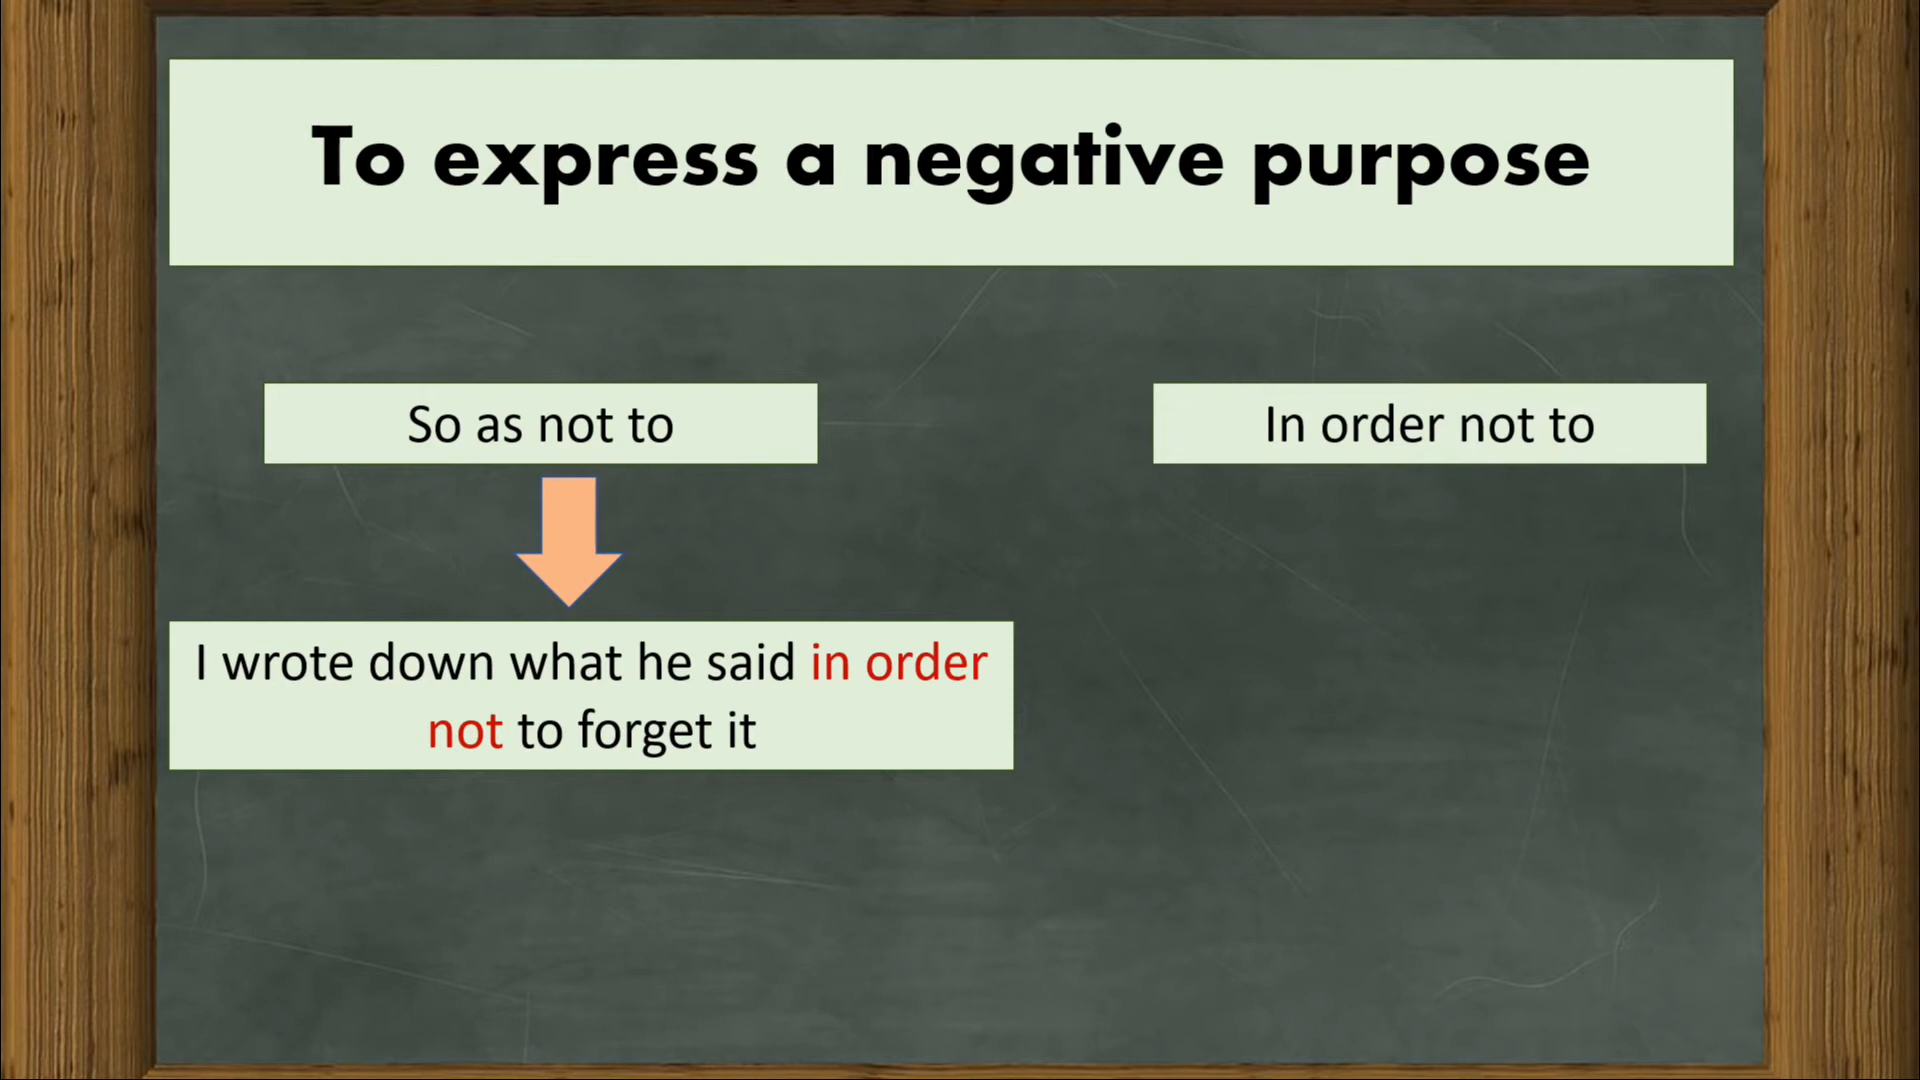 To express a negative purpose
So as not to
In order not to
I wrote down what he said in order
not to forget it